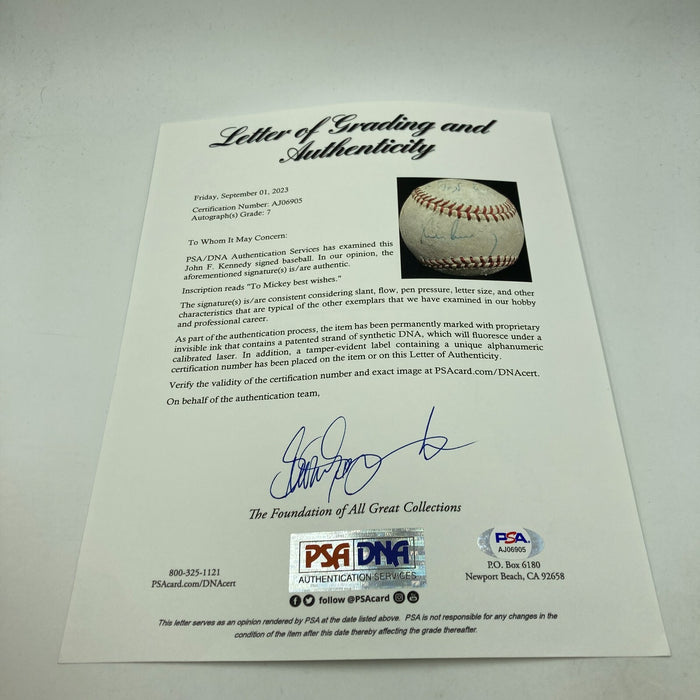 Letter of Grading and
Authenticity
Friday, September 01, 2023
Certification Number: AJ06905
Autograph(s) Grade: 7
To Whom It May Concern:
PSA/DNA Authentication Services has examined this
John F. Kennedy signed baseball. In our opinion, the
aforementioned signature(s) is/are authentic.
Inscription reads "To Mickey best wishes."
The signature(s) is/are consistent considering slant, flow, pen pressure, letter size, and other
characteristics that are typical of the other exemplars that we have examined in our hobby
and professional career.
As part of the authentication process, the item has been permanently marked with proprietary
invisible ink that contains a patented strand of synthetic DNA, which will fluoresce under a
calibrated laser. In addition, a tamper-evident label containing a unique alphanumeric
certification number has been placed on the item or on this Letter of Authenticity.
Verify the validity of the certification number and exact image at PSAcard.com/DNAcert.
On behalf of the authentication team,
The Foundation of All Great Collections
PSA DNA
AUTHENTICATION SERVICES
PSA
AJ06905
800-325-1121
PSAcard.com/DNAcert
P.O. Box 6180
Newport Beach, CA 92658
follow @PSAcard
This letter serves as an opinion rendered by PSA at the date listed above. PSA is not responsible for any changes in the
condition of the item after this date thereby affecting the grade thereafter.